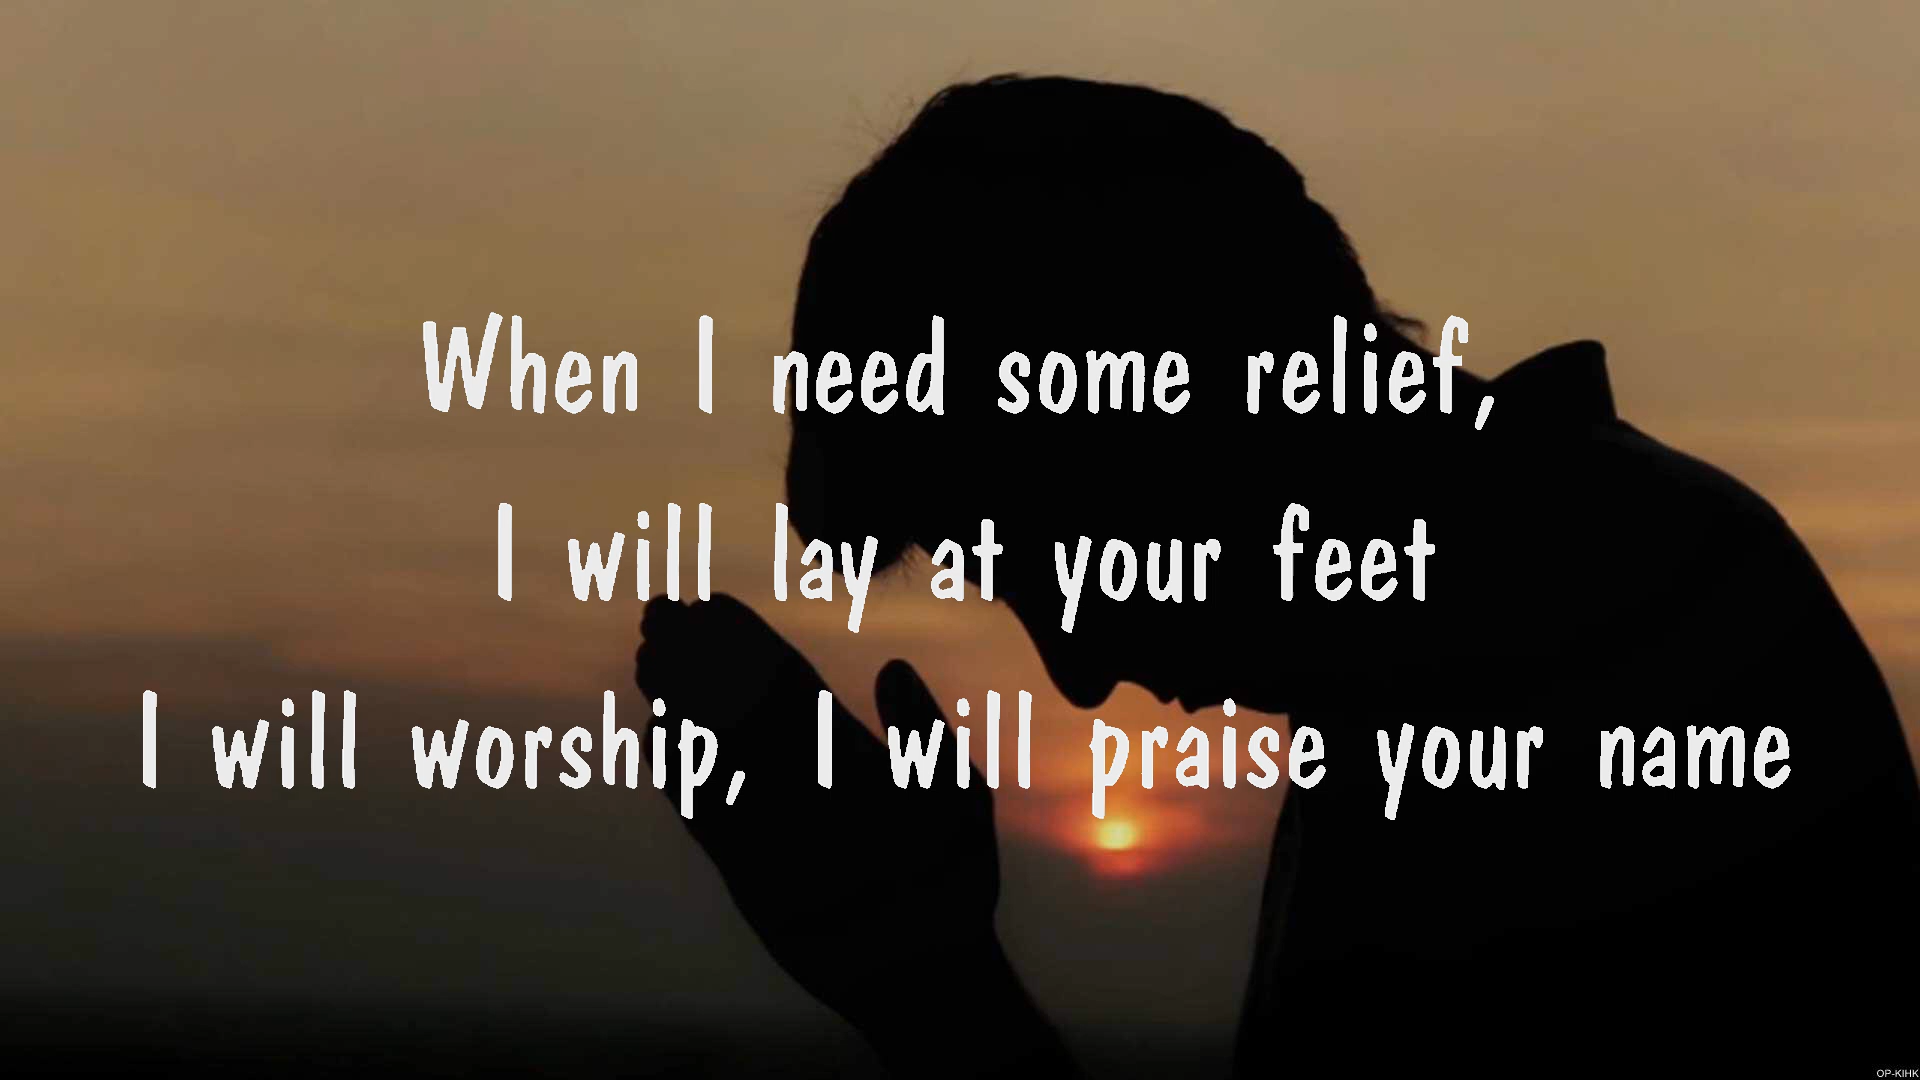 When I need some relief,
I will lay at your feet
I will worship, I will praise your name
OP-KIHK